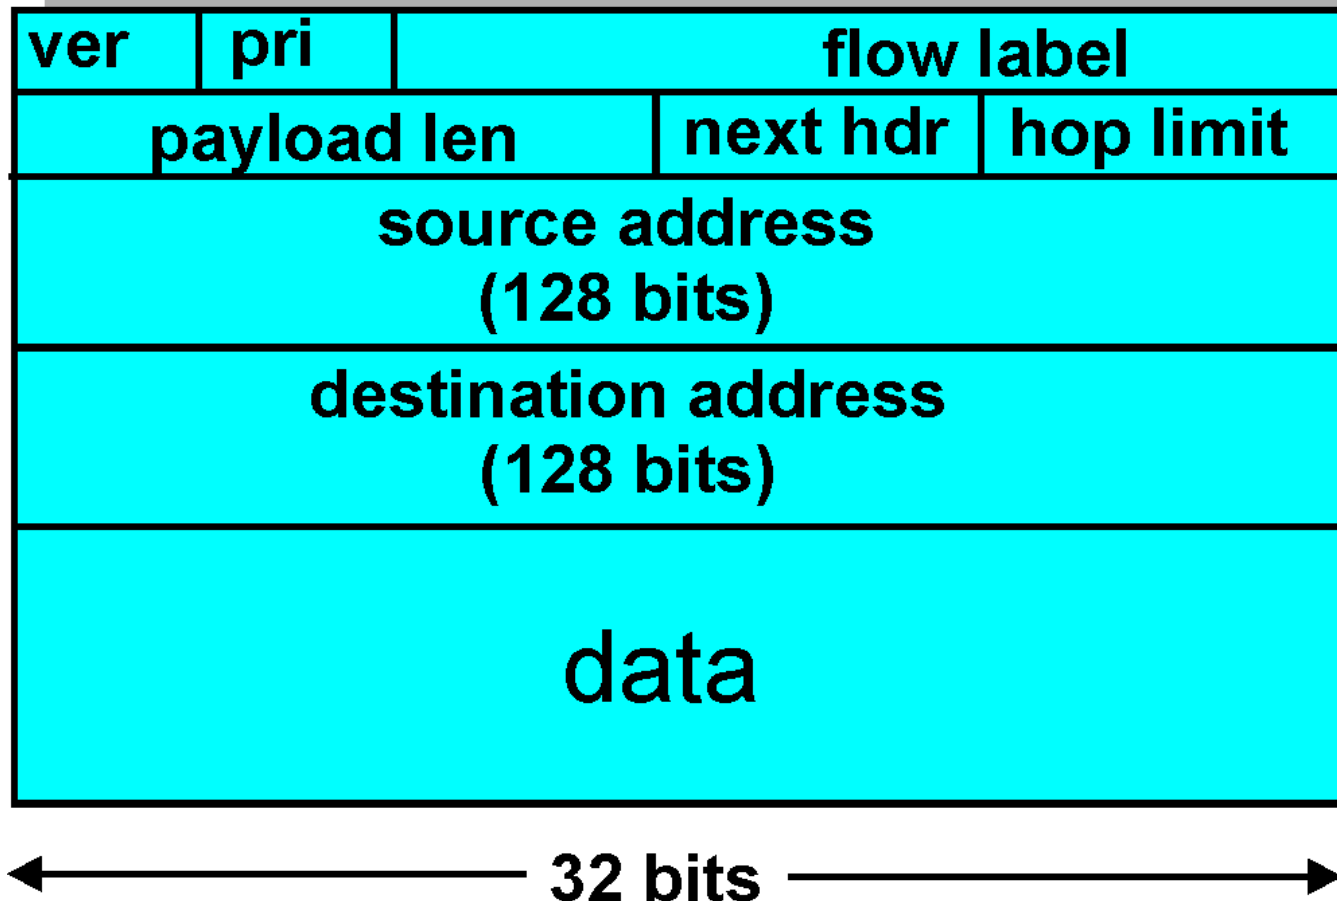 ver pri flow label
payload len next hdr hop limit
source address
(128 bits)
destination address
(128 bits)
data
32 bits